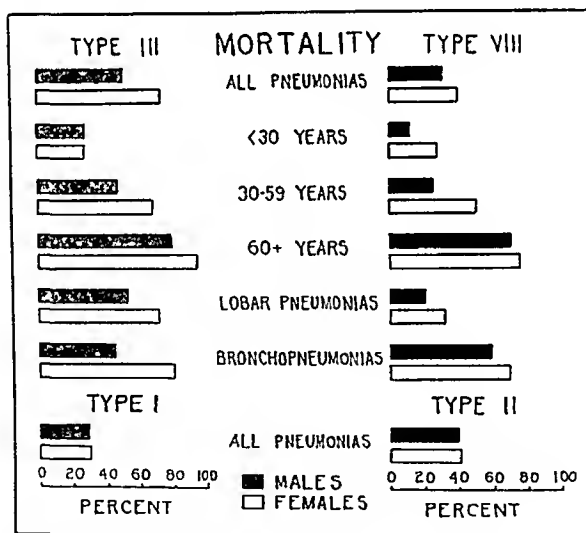 TYPE III MORTALITY TYPE VIII
ALL PNEUMONIAS
<30 YEARS
30-59 YEARS
60+ YEARS
LOBAR PNEUMONIAS
BRONCHOPNEUMONIAS
TYPE I TYPE II
ALL PNEUMONIAS
0 20 40 60 80 100 0 20 40 60 80 100
MALES
FEMALES
PERCENT PERCENT